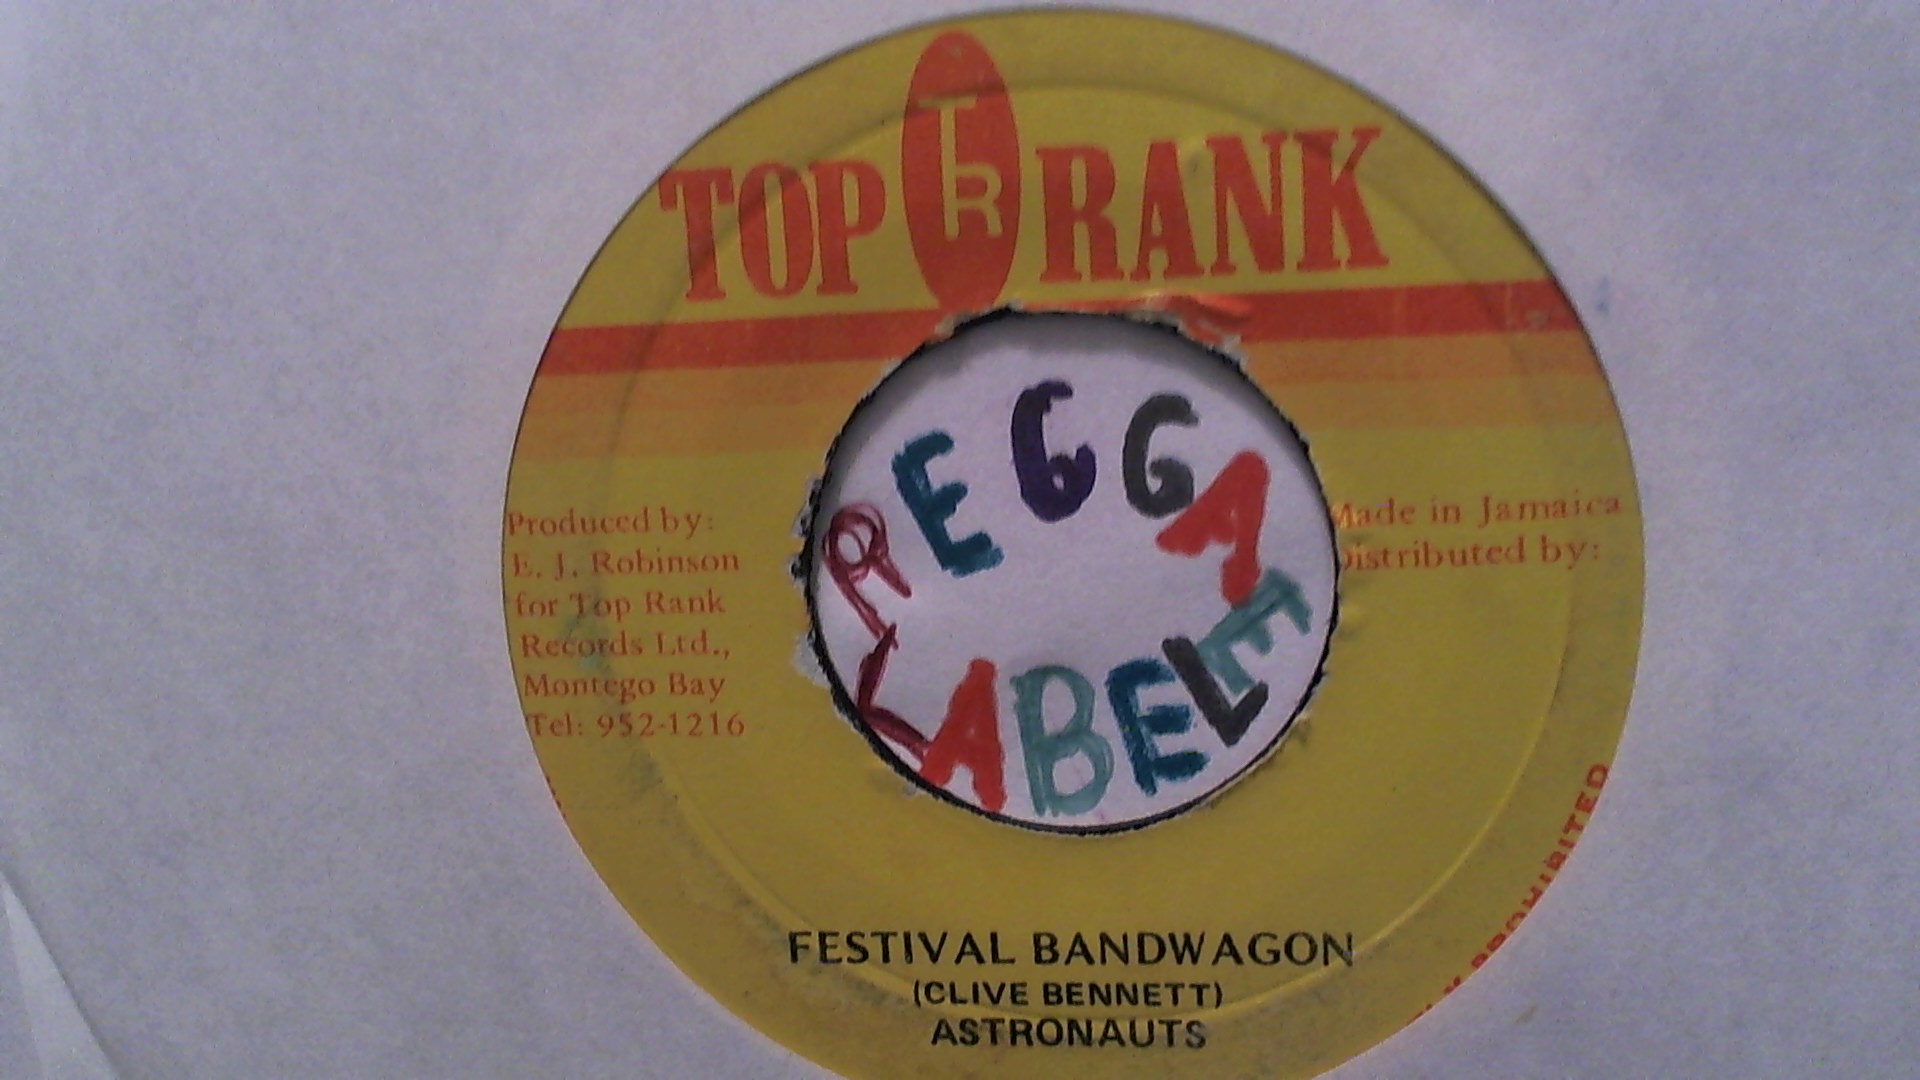 TOP TR RANK
REGGAE
LABEL
Produced by:
E. J. Robinson
for Top Rank
Records Ltd.,
Montego Bay
Tel: 952-1216
Made in Jamaica
Distributed by:
PROHIBITED
FESTIVAL BANDWAGON
(CLIVE BENNETT)
ASTRONAUTS